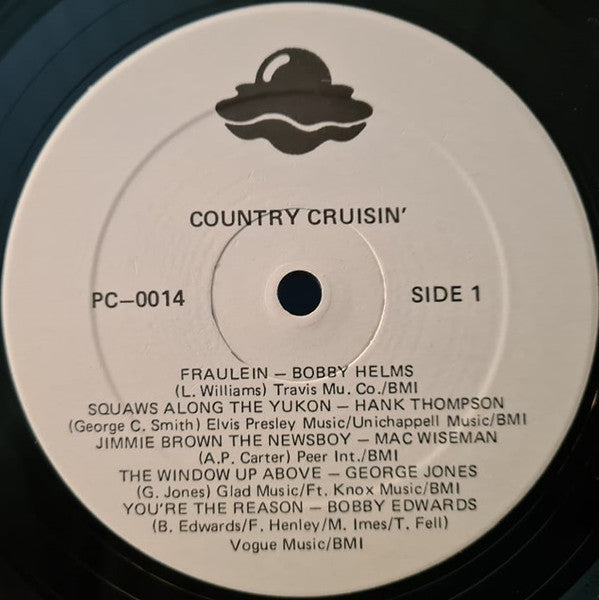 COUNTRY CRUISIN'
PC—0014
SIDE 1
FRAULEIN — BOBBY HELMS
(L. Williams) Travis Mu. Co./BMI
SQUAWS ALONG THE YUKON — HANK THOMPSON
(George C. Smith) Elvis Presley Music/Unichappell Music/BMI
JIMMIE BROWN THE NEWSBOY — MAC WISEMAN
(A.P. Carter) Peer Int./BMI
THE WINDOW UP ABOVE — GEORGE JONES
(G. Jones) Glad Music/Ft. Knox Music/BMI
YOU'RE THE REASON — BOBBY EDWARDS
(B. Edwards/F. Henley/M. Imes/T. Fell)
Vogue Music/BMI